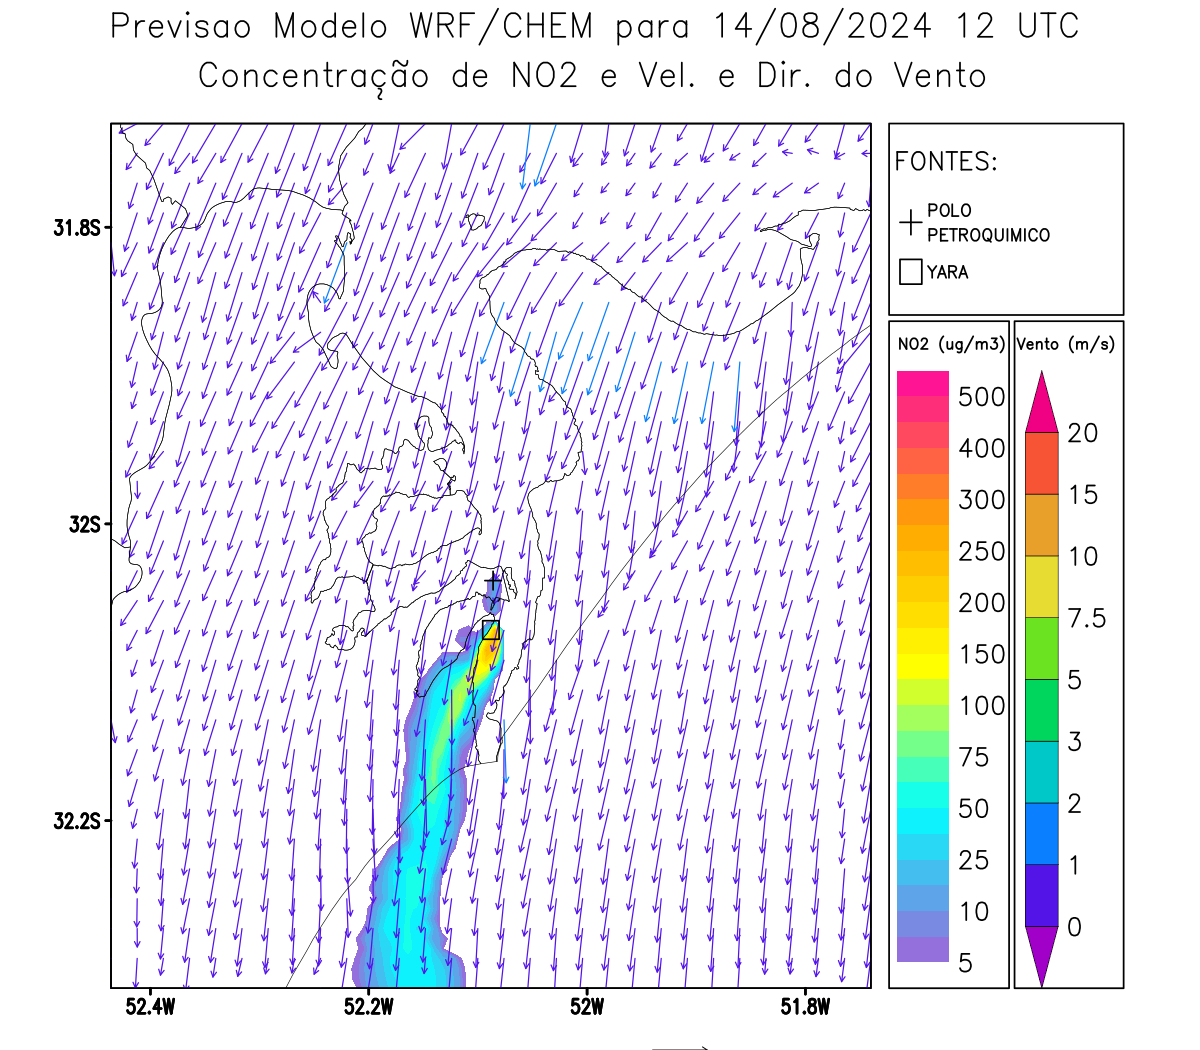 Previsao Modelo WRF/CHEM para 14/08/2024 12 UTC
Concentração de NO2 e Vel. e Dir. do Vento
FONTES:
POLO
PETROQUIMICO
YARA
31.8S
32S
32.2S
52.4W
52.2W
52W
51.8W
NO2 (ug/m3)
500
400
300
250
200
150
100
75
50
25
10
5
Vento (m/s)
20
15
10
7.5
5
3
2
1
0